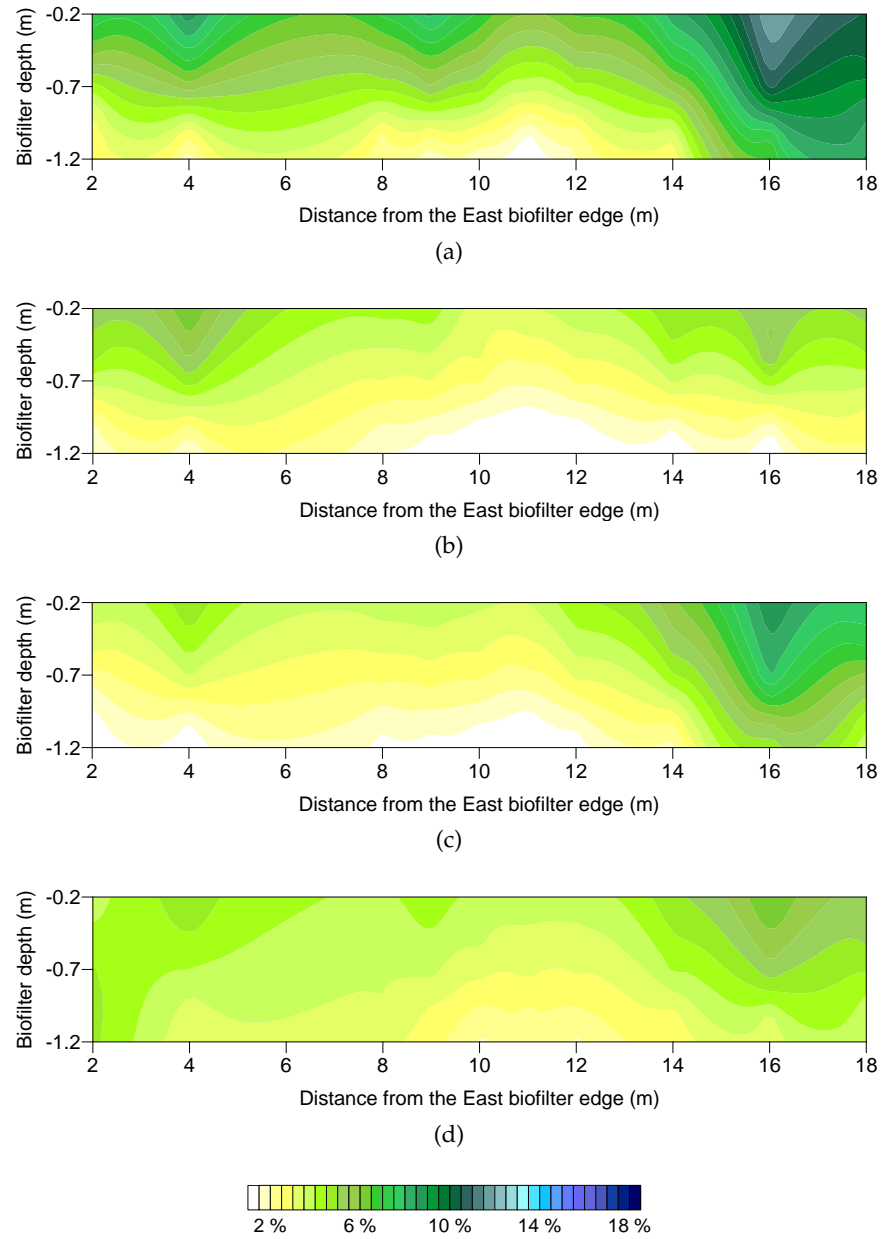 -0.2
-0.7
-1.2
Biofilter depth (m)
2 4 6 8 10 12 14 16 18
Distance from the East biofilter edge (m)
(a)
-0.2
-0.7
-1.2
Biofilter depth (m)
2 4 6 8 10 12 14 16 18
Distance from the East biofilter edge (m)
(b)
-0.2
-0.7
-1.2
Biofilter depth (m)
2 4 6 8 10 12 14 16 18
Distance from the East biofilter edge (m)
(c)
-0.2
-0.7
-1.2
Biofilter depth (m)
2 4 6 8 10 12 14 16 18
Distance from the East biofilter edge (m)
(d)
2 % 6 % 10 % 14 % 18 %